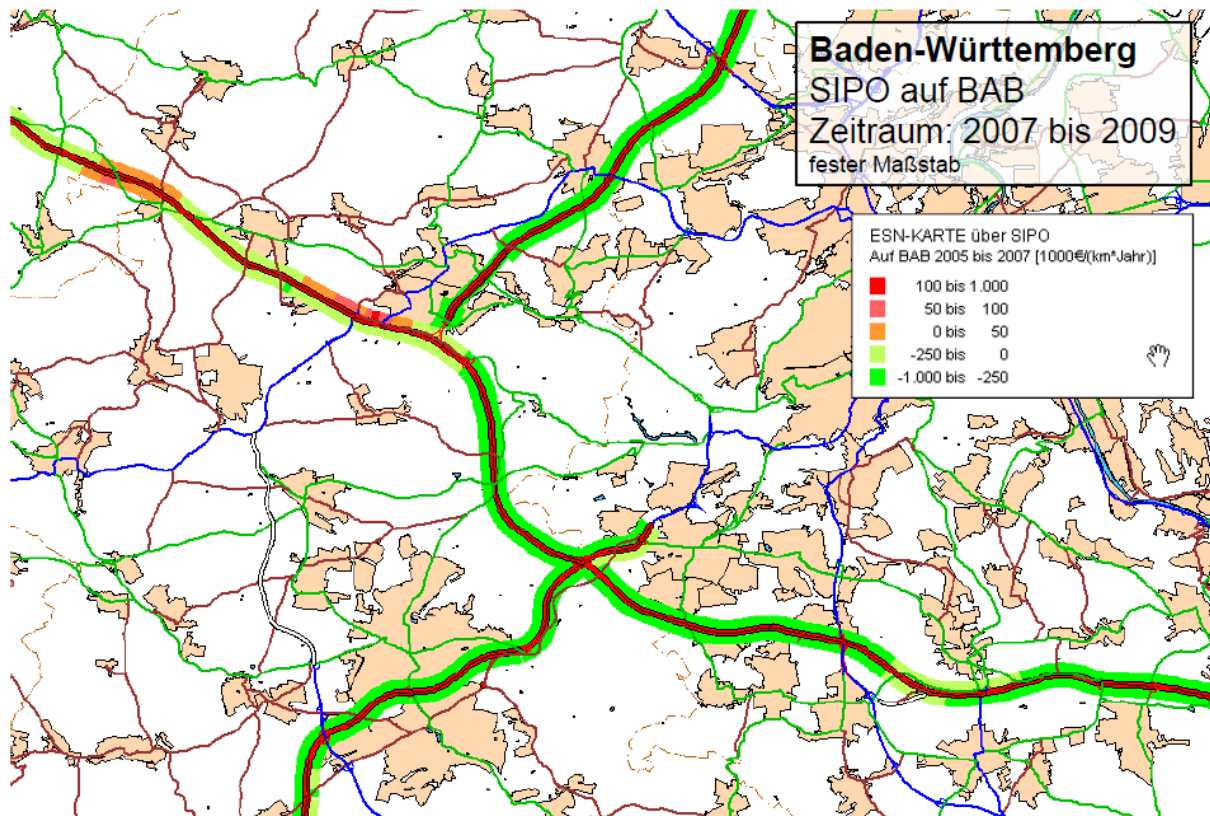 Baden-Württemberg
SIPO auf BAB
Zeitraum: 2007 bis 2009
fester Maßstab
ESN-KARTE über SIPO
Auf BAB 2005 bis 2007 [1000€/(km*Jahr)]
100 bis 1.000
50 bis 100
0 bis 50
-250 bis 0
-1.000 bis -250